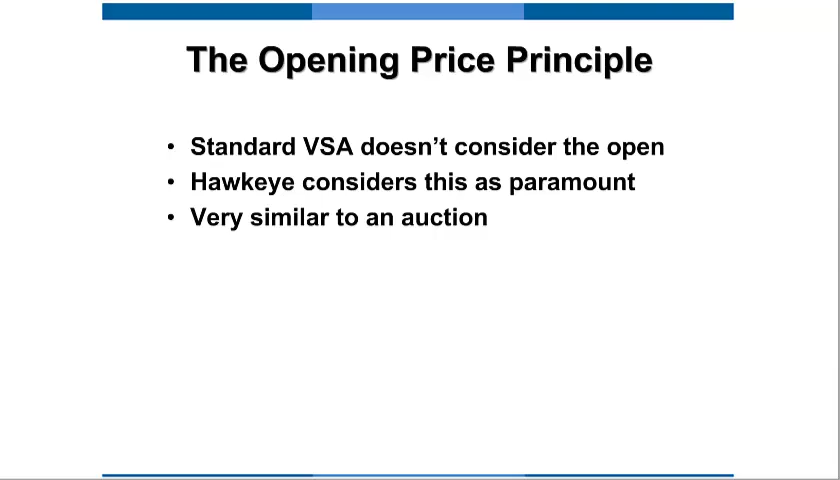 The Opening Price Principle
• Standard VSA doesn’t consider the open
• Hawkeye considers this as paramount
• Very similar to an auction